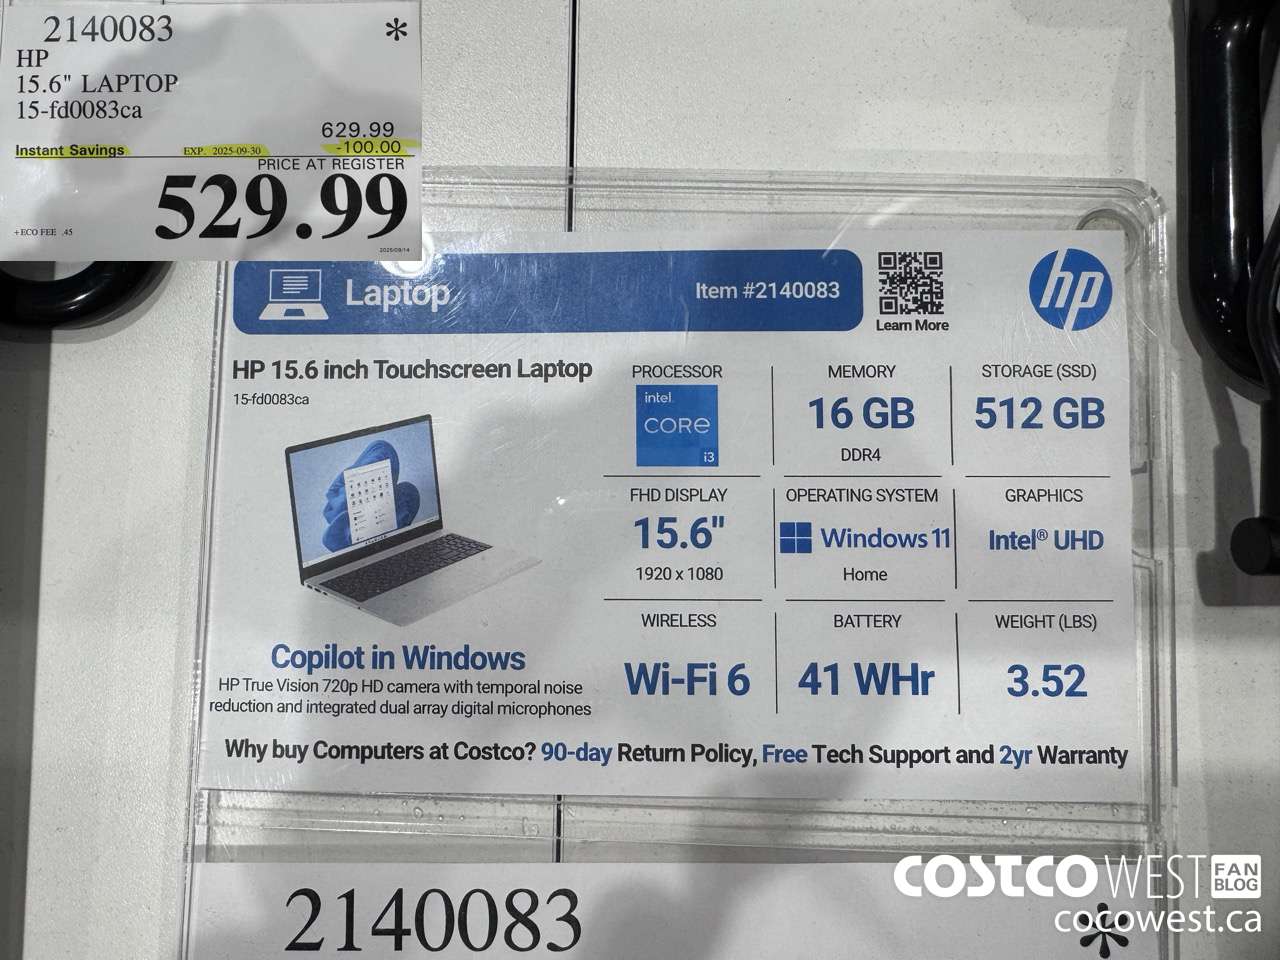 2140083 *
HP
15.6" LAPTOP
15-fd0083ca
629.99
Instant Savings EXP. 2025-09-30 -100.00
PRICE AT REGISTER
529.99
+ECO FEE .45
2025/09/14
Laptop
Item #2140083
Learn More
hp
HP 15.6 inch Touchscreen Laptop
15-fd0083ca
PROCESSOR
intel
CORE
i3
MEMORY
16 GB
DDR4
STORAGE (SSD)
512 GB
FHD DISPLAY
15.6"
1920 x 1080
OPERATING SYSTEM
Windows 11
Home
GRAPHICS
Intel® UHD
WIRELESS
Wi-Fi 6
BATTERY
41 WHr
WEIGHT (LBS)
3.52
Copilot in Windows
HP True Vision 720p HD camera with temporal noise
reduction and integrated dual array digital microphones
Why buy Computers at Costco? 90-day Return Policy, Free Tech Support and 2yr Warranty
2140083 *
COSTCO WEST FAN BLOG
cocowest.ca